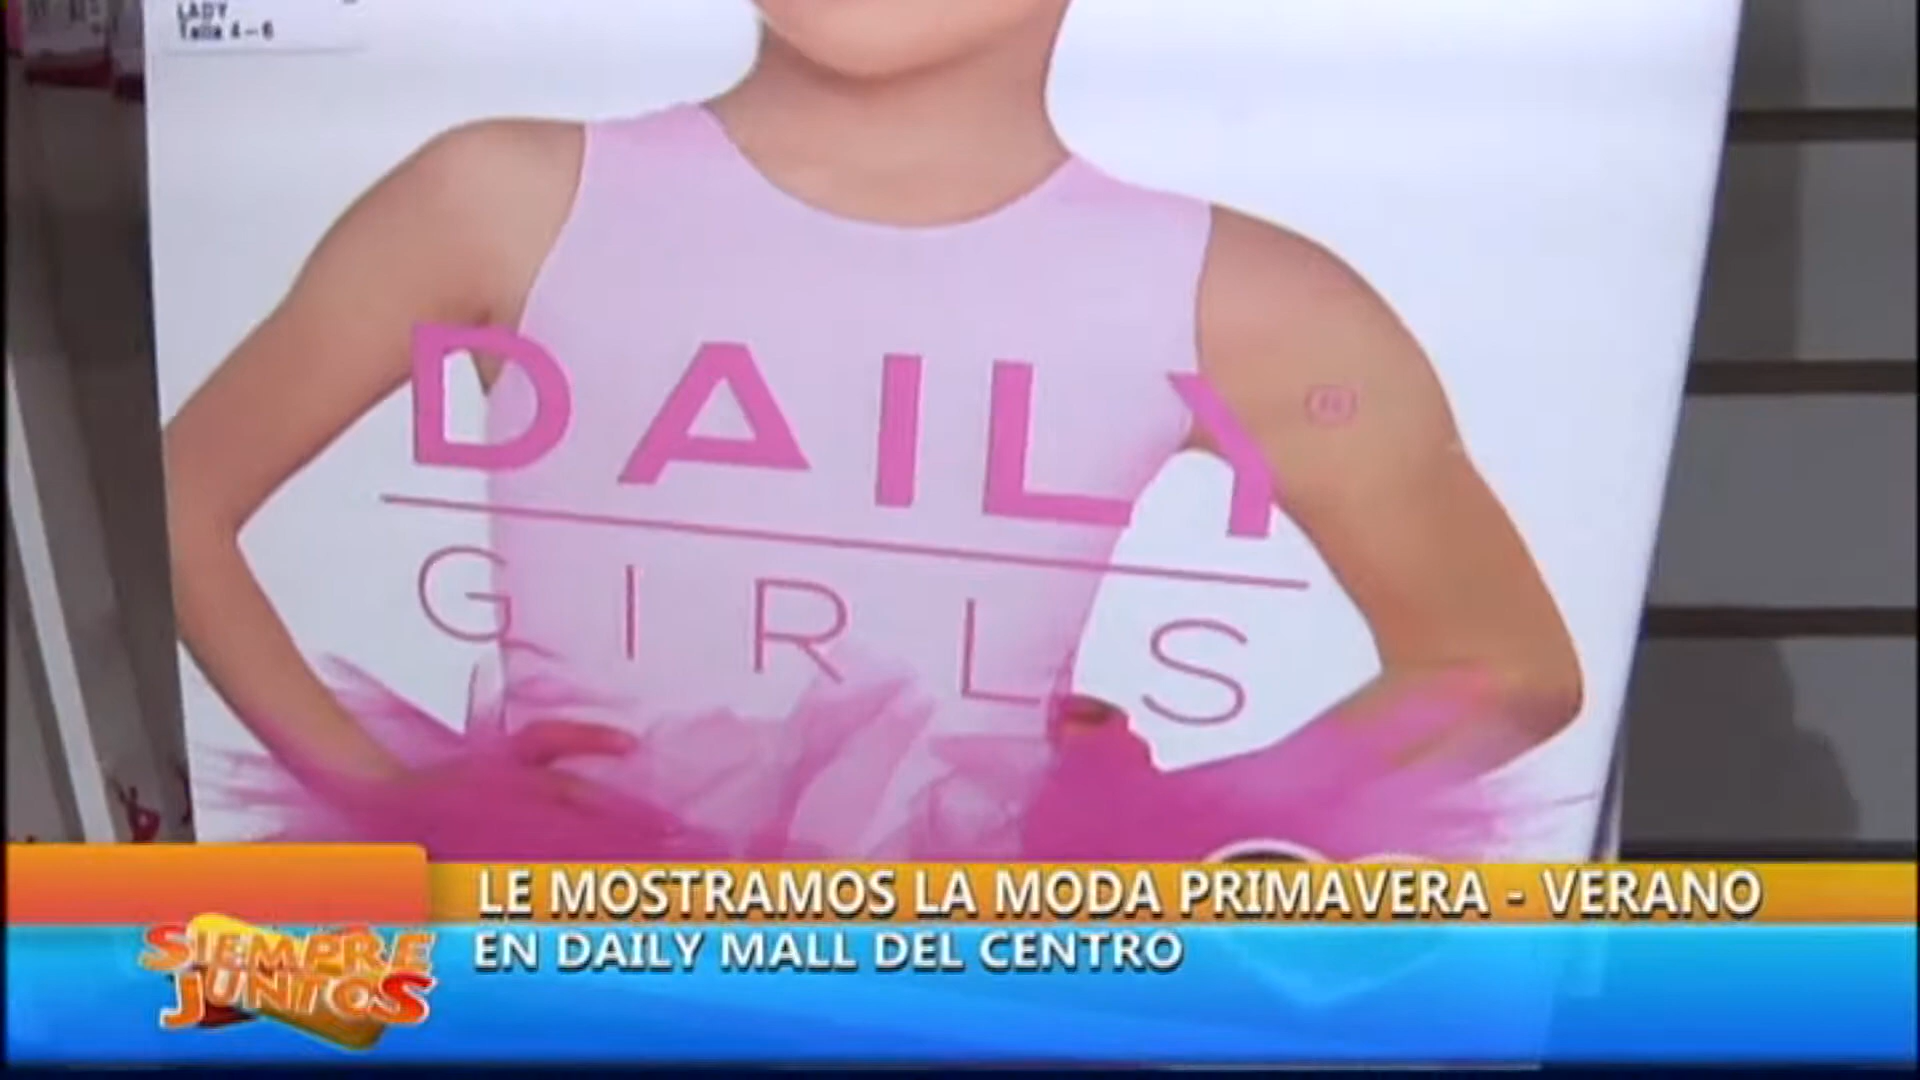 LADY
Talla 4-6
DAILY®
GIRLS
LE MOSTRAMOS LA MODA PRIMAVERA - VERANO
EN DAILY MALL DEL CENTRO
SIEMPRE
JUNTOS